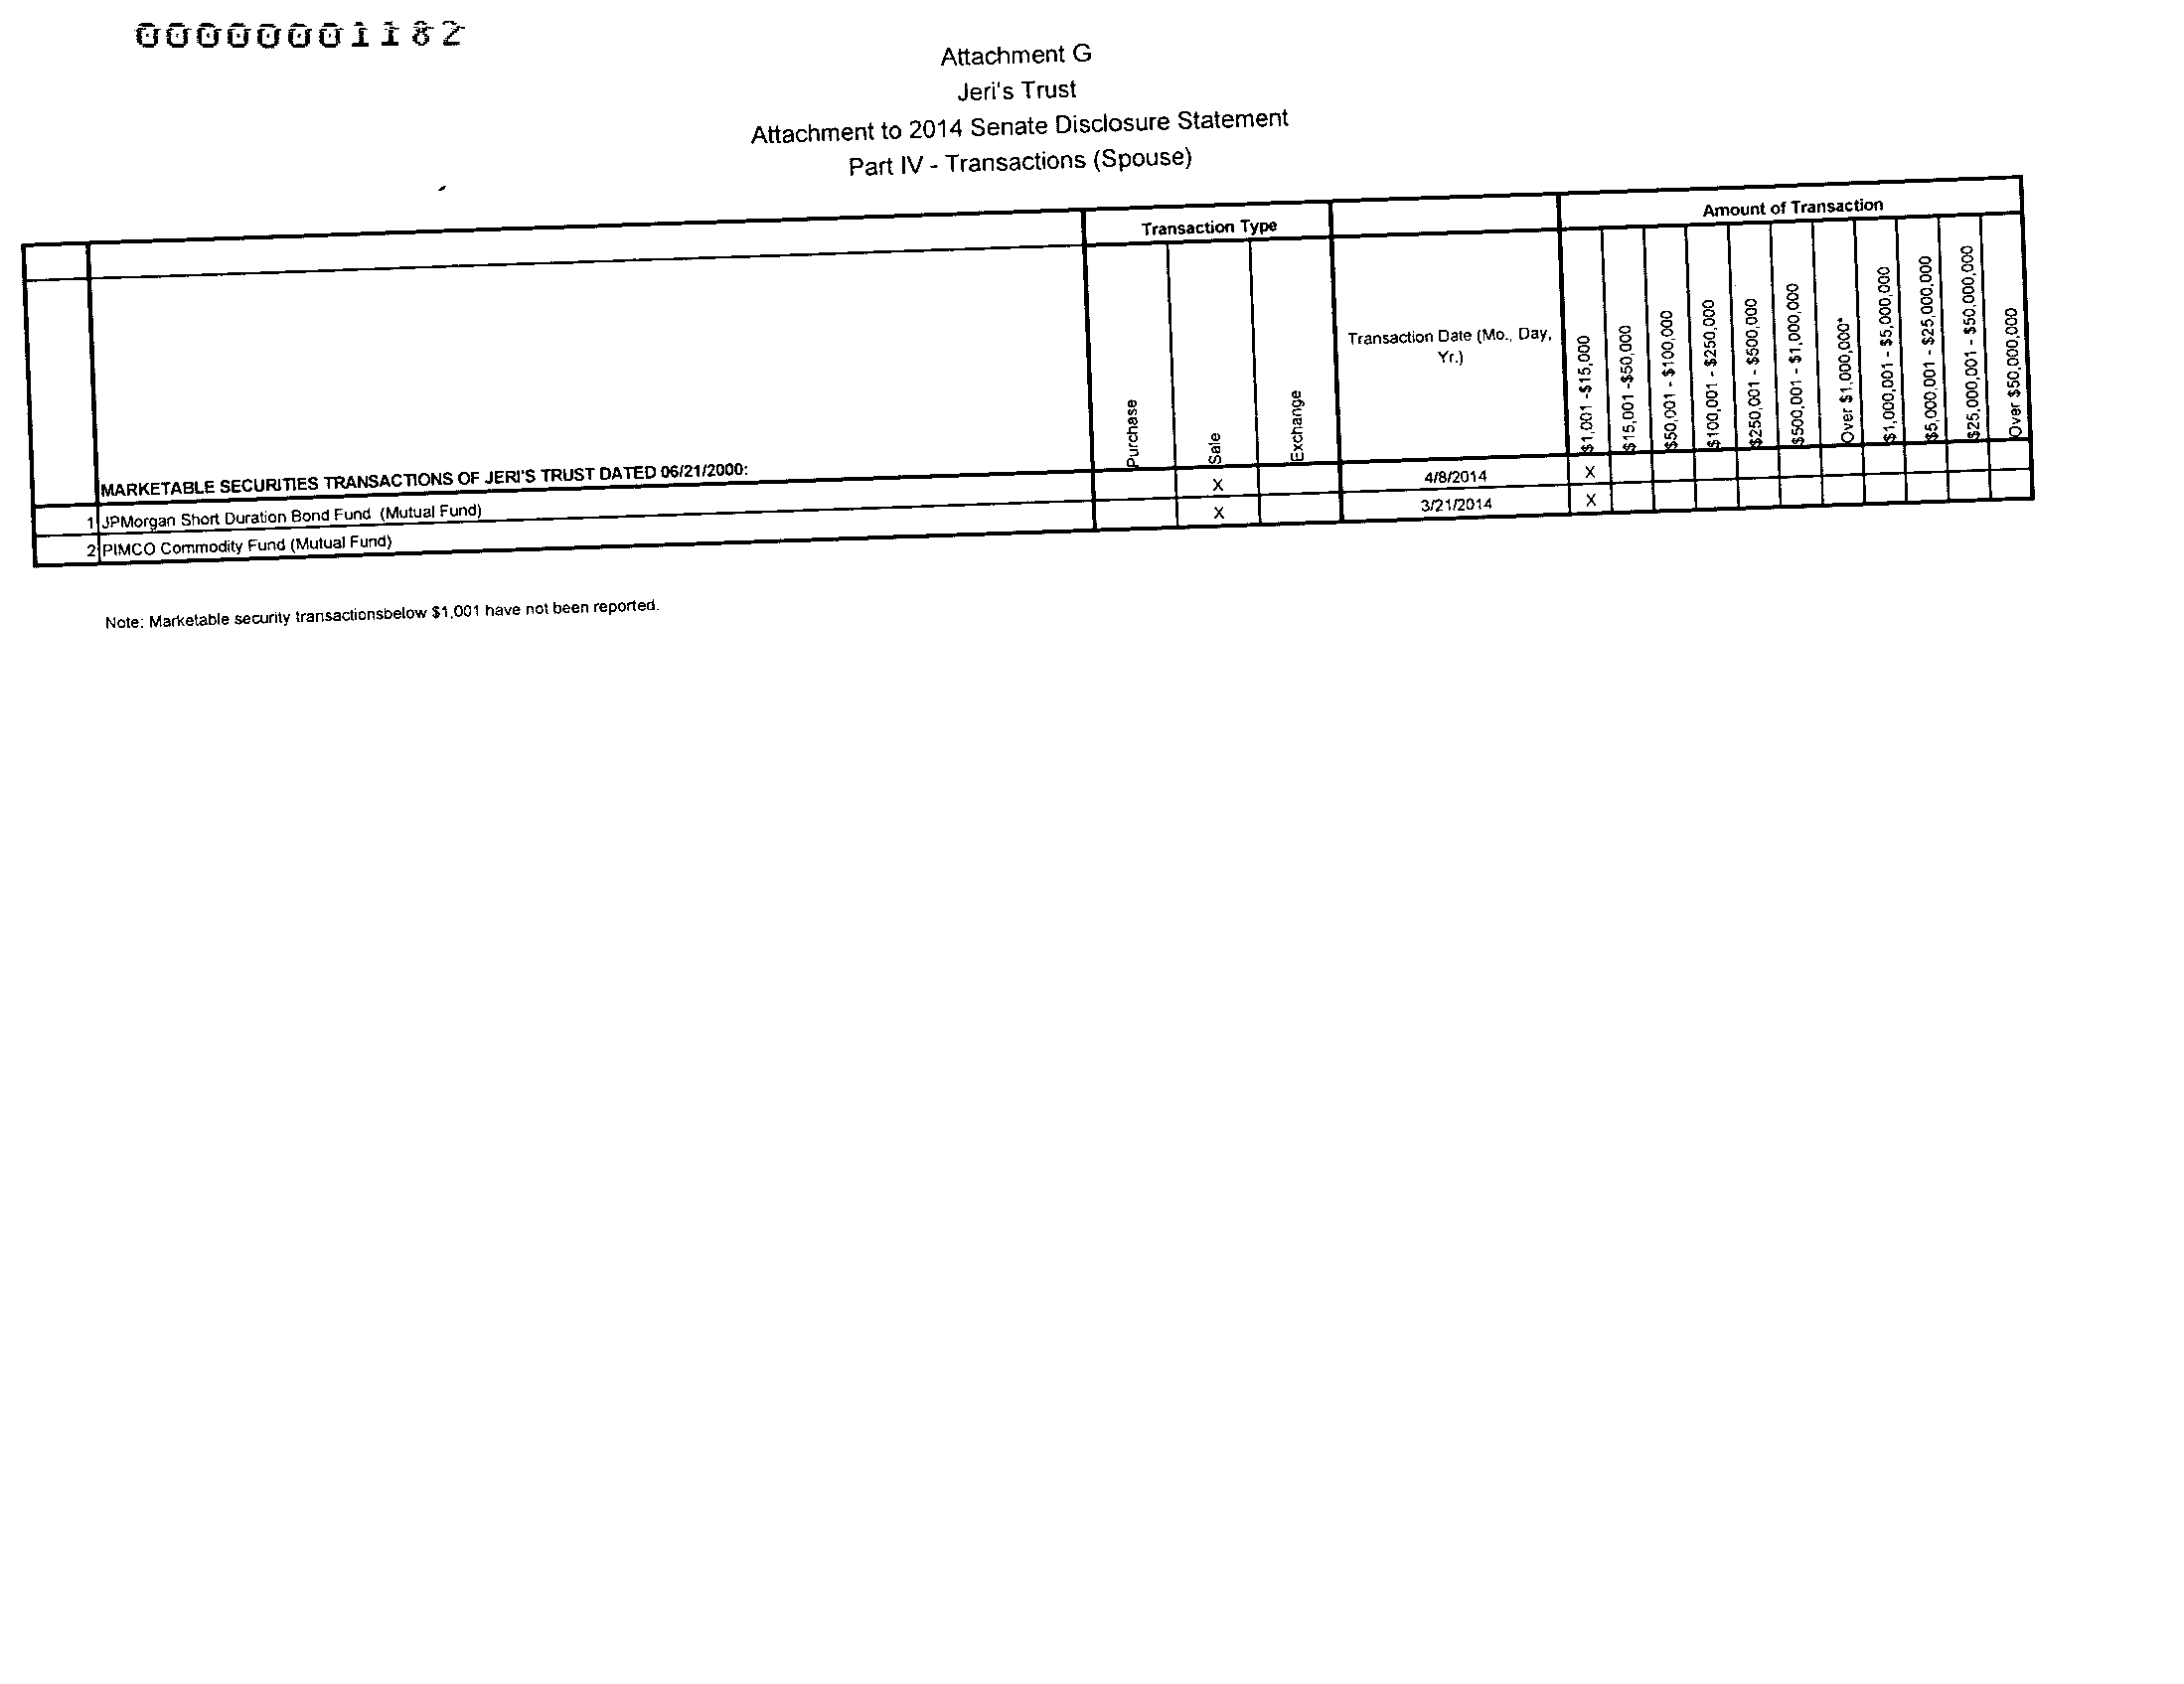 00000001182
Attachment G
Jeri's Trust
Attachment to 2014 Senate Disclosure Statement
Part IV - Transactions (Spouse)
Transaction Type
Amount of Transaction
MARKETABLE SECURITIES TRANSACTIONS OF JERI'S TRUST DATED 06/21/2000:
Purchase
Sale
Exchange
Transaction Date (Mo., Day,
Yr.)
$1,001 -$15,000
$15,001 -$50,000
$50,001 - $100,000
$100,001 - $250,000
$250,001 - $500,000
$500,001 - $1,000,000
Over $1,000,000*
$1,000,001 - $5,000,000
$5,000,001 - $25,000,000
$25,000,001 - $50,000,000
Over $50,000,000
1 JPMorgan Short Duration Bond Fund (Mutual Fund) X 4/8/2014 X
2 PIMCO Commodity Fund (Mutual Fund) X 3/21/2014 X
Note: Marketable security transactionsbelow $1,001 have not been reported.